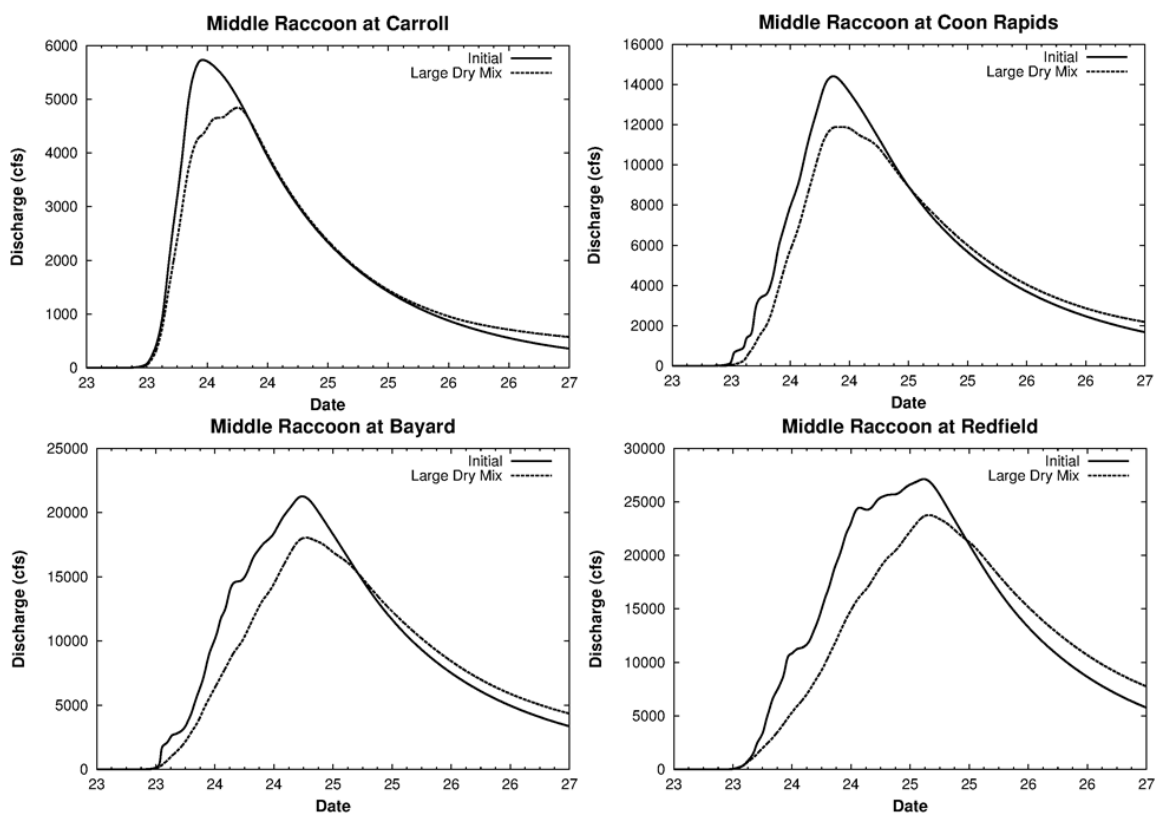 Middle Raccoon at Carroll
Initial
Large Dry Mix
Discharge (cfs)
6000
5000
4000
3000
2000
1000
0
23 23 24 24 25 25 26 26 27
Date
Middle Raccoon at Coon Rapids
Initial
Large Dry Mix
Discharge (cfs)
16000
14000
12000
10000
8000
6000
4000
2000
0
23 23 24 24 25 25 26 26 27
Date
Middle Raccoon at Bayard
Initial
Large Dry Mix
Discharge (cfs)
25000
20000
15000
10000
5000
0
23 23 24 24 25 25 26 26 27
Date
Middle Raccoon at Redfield
Initial
Large Dry Mix
Discharge (cfs)
30000
25000
20000
15000
10000
5000
0
23 23 24 24 25 25 26 26 27
Date